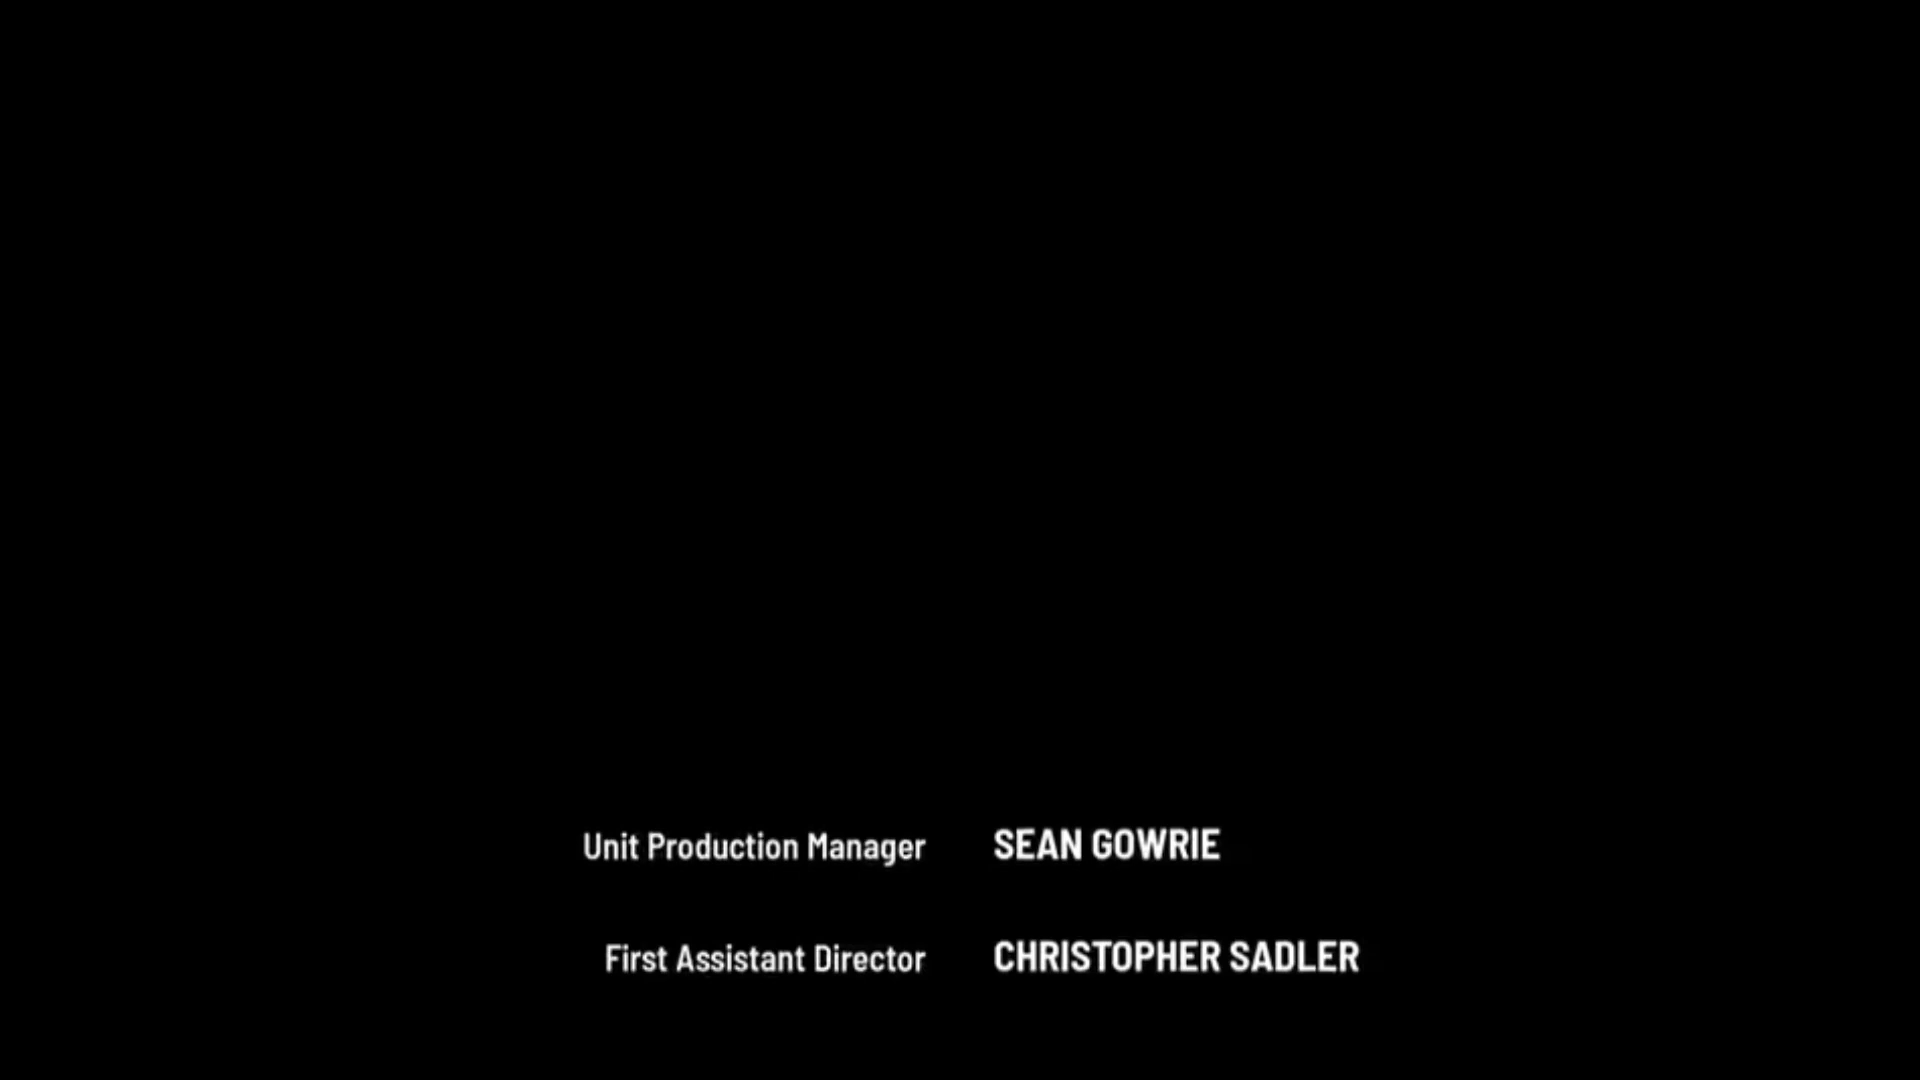 Unit Production Manager SEAN GOWRIE
First Assistant Director CHRISTOPHER SADLER